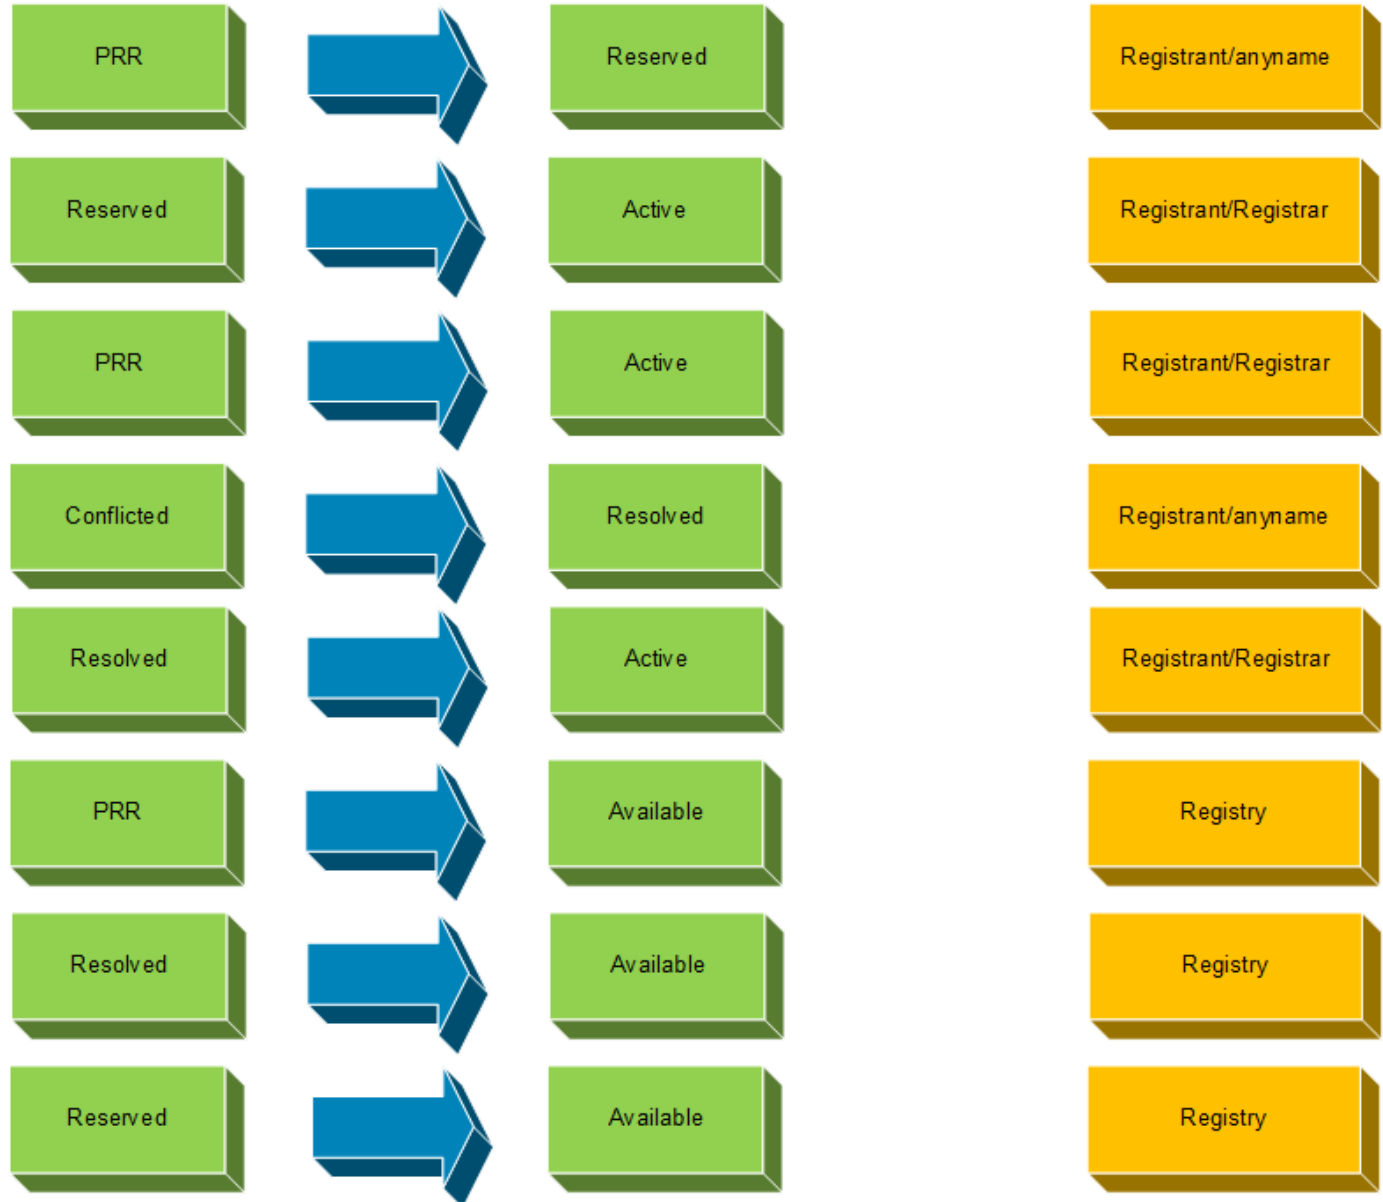 PRR Reserved Registrant/anyname
Reserved Active Registrant/Registrar
PRR Active Registrant/Registrar
Conflicted Resolved Registrant/anyname
Resolved Active Registrant/Registrar
PRR Available Registry
Resolved Available Registry
Reserved Available Registry